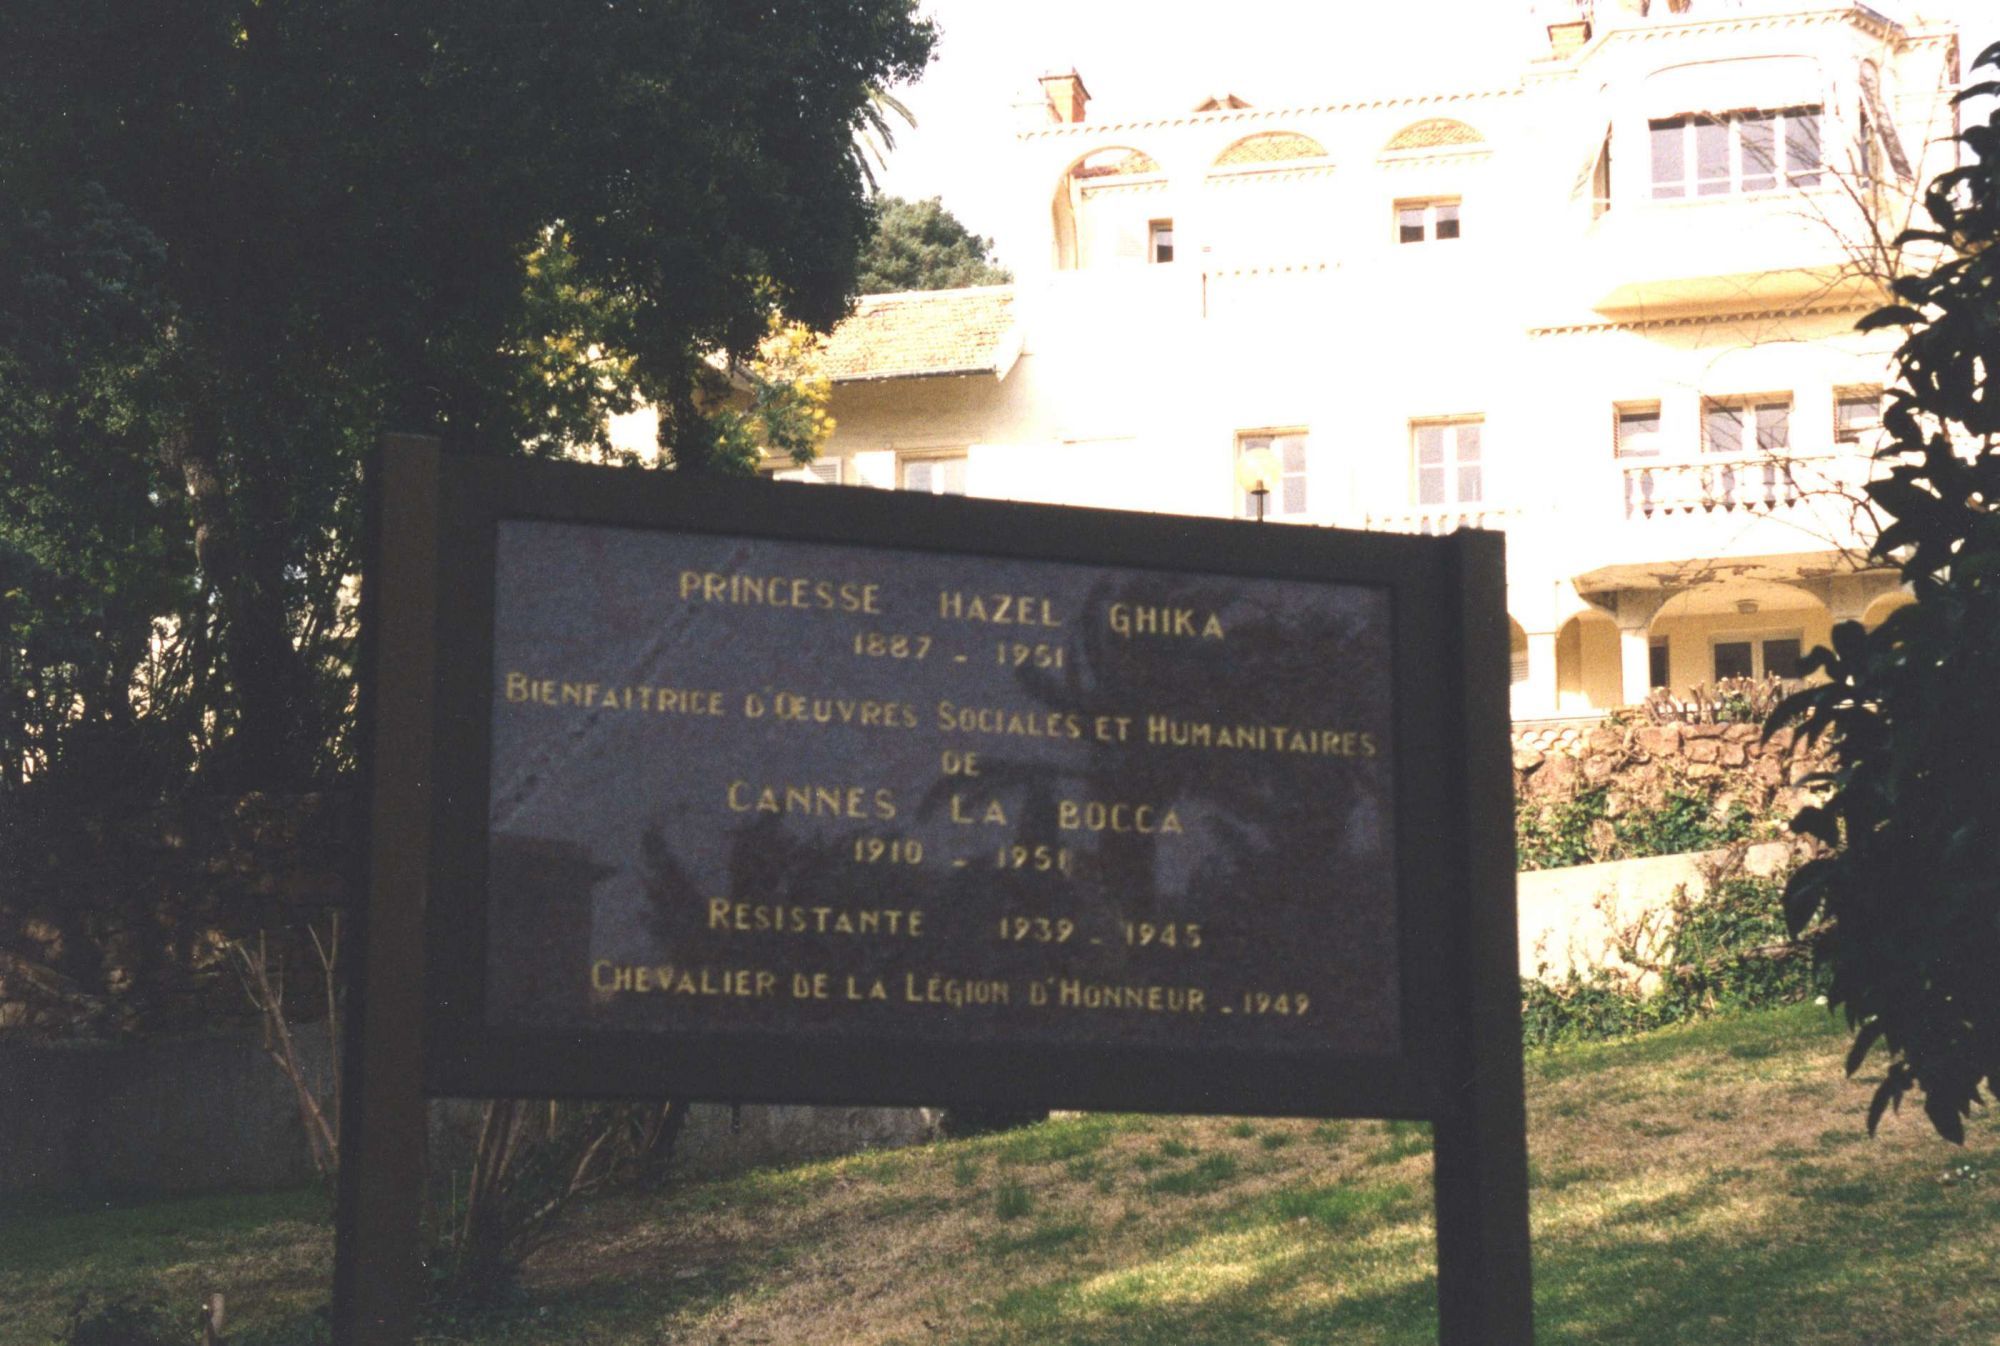 PRINCESSE HAZEL GHIKA
1887 - 1951
BIENFAITRICE D'ŒUVRES SOCIALES ET HUMANITAIRES
DE
CANNES LA BOCCA
1910 - 1951
RESISTANTE 1939 - 1945
CHEVALIER DE LA LÉGION D'HONNEUR - 1949